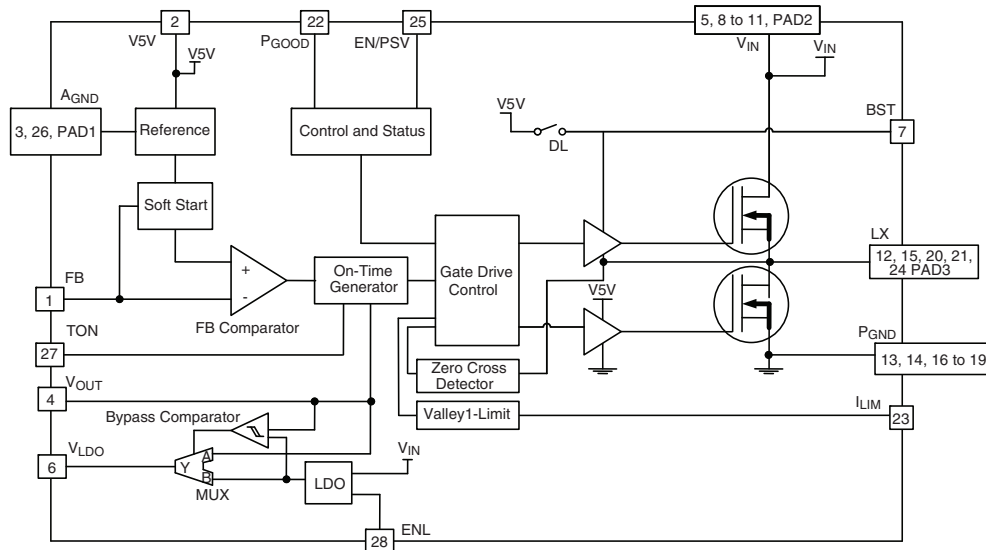 2
22
25
5, 8 to 11, PAD2
V5V
PGOOD
EN/PSV
VIN
VIN
V5V
AGND
3, 26, PAD1
Reference
Control and Status
V5V
DL
BST
7
Soft Start
LX
12, 15, 20, 21,
24 PAD3
Gate Drive
Control
FB
1
+
-
FB Comparator
On-Time
Generator
V5V
TON
27
PGND
13, 14, 16 to 19
Zero Cross
Detector
VOUT
4
Bypass Comparator
Valley1-Limit
ILIM
23
VLDO
6
Y
A
B
MUX
LDO
VIN
28
ENL